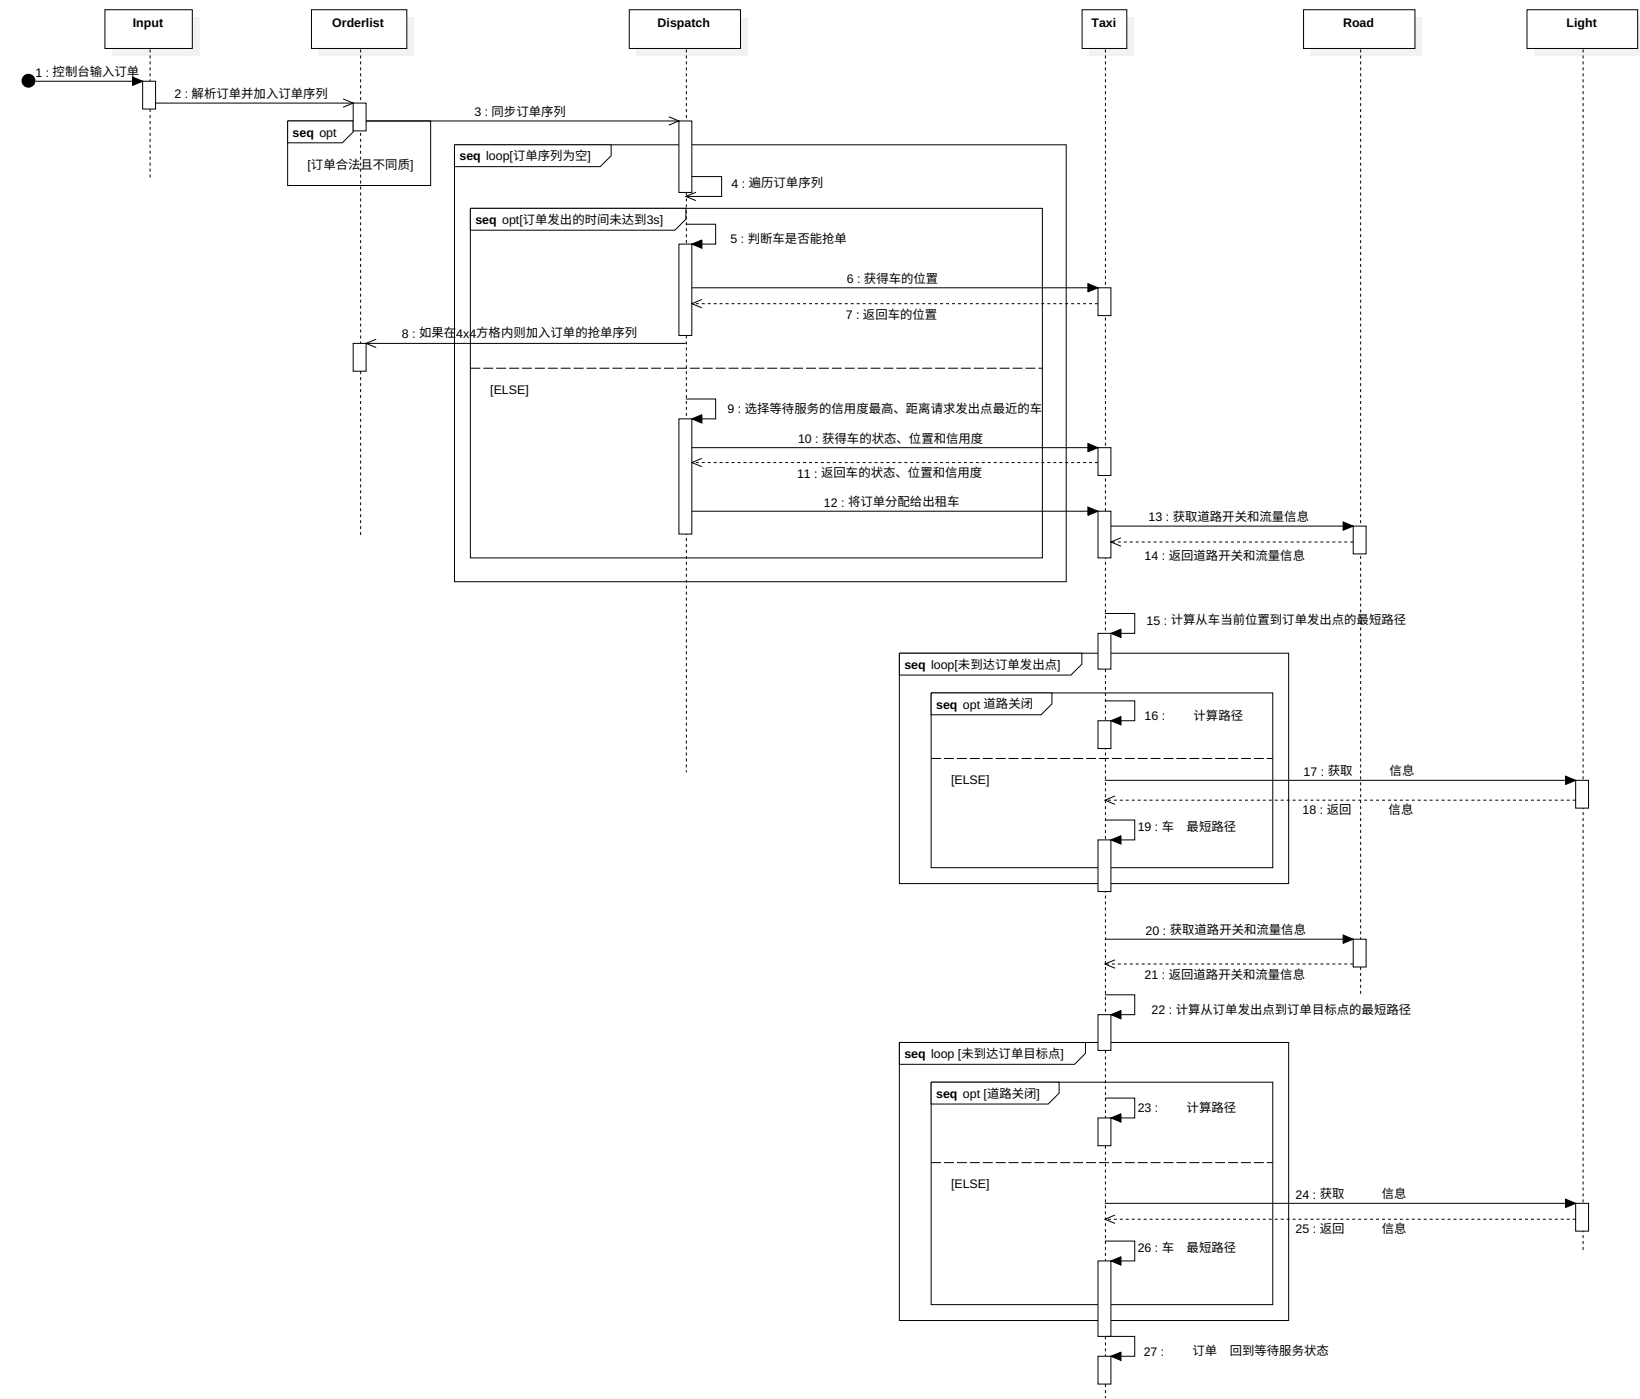 Input
Orderlist
Dispatch
Taxi
Road
Light
1 : 控制台输入订单
2 : 解析订单并加入订单序列
3 : 同步订单序列
seq opt
[订单合法且不同质]
seq loop[订单序列为空]
4 : 遍历订单序列
seq opt[订单发出的时间未达到3s]
5 : 判断车是否能抢单
6 : 获得车的位置
7 : 返回车的位置
8 : 如果在4x4方格内则加入订单的抢单序列
[ELSE]
9 : 选择等待服务的信用度最高、距离请求发出点最近的车
10 : 获得车的状态、位置和信用度
11 : 返回车的状态、位置和信用度
12 : 将订单分配给出租车
13 : 获取道路开关和流量信息
14 : 返回道路开关和流量信息
15 : 计算从车当前位置到订单发出点的最短路径
seq loop[未到达订单发出点]
seq opt 道路关闭
16 : 计算路径
[ELSE]
17 : 获取 信息
18 : 返回 信息
19 : 车 最短路径
20 : 获取道路开关和流量信息
21 : 返回道路开关和流量信息
22 : 计算从订单发出点到订单目标点的最短路径
seq loop [未到达订单目标点]
seq opt [道路关闭]
23 : 计算路径
[ELSE]
24 : 获取 信息
25 : 返回 信息
26 : 车 最短路径
27 : 订单 回到等待服务状态